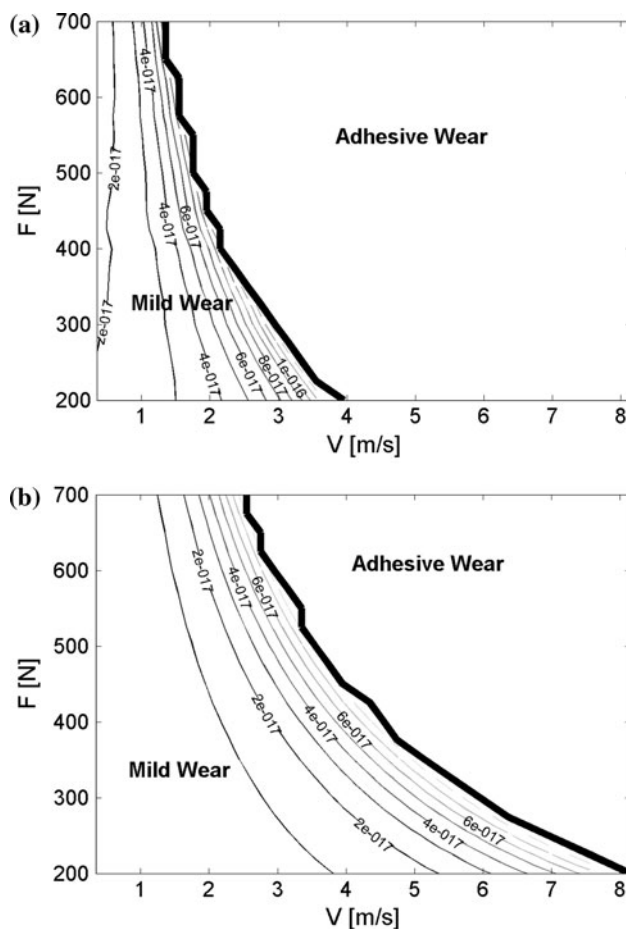 (a)
700
600
500
400
300
200
F [N]
4e-017
2e-017
Adhesive Wear
4e-017
6e-017
2e-017
Mild Wear
4e-017
6e-017
8e-017
1e-016
1 2 3 4 5 6 7 8
V [m/s]
(b)
700
600
500
400
300
200
F [N]
2e-017
4e-017
6e-017
Adhesive Wear
2e-017
4e-017
6e-017
Mild Wear
2e-017
4e-017
6e-017
1 2 3 4 5 6 7 8
V [m/s]